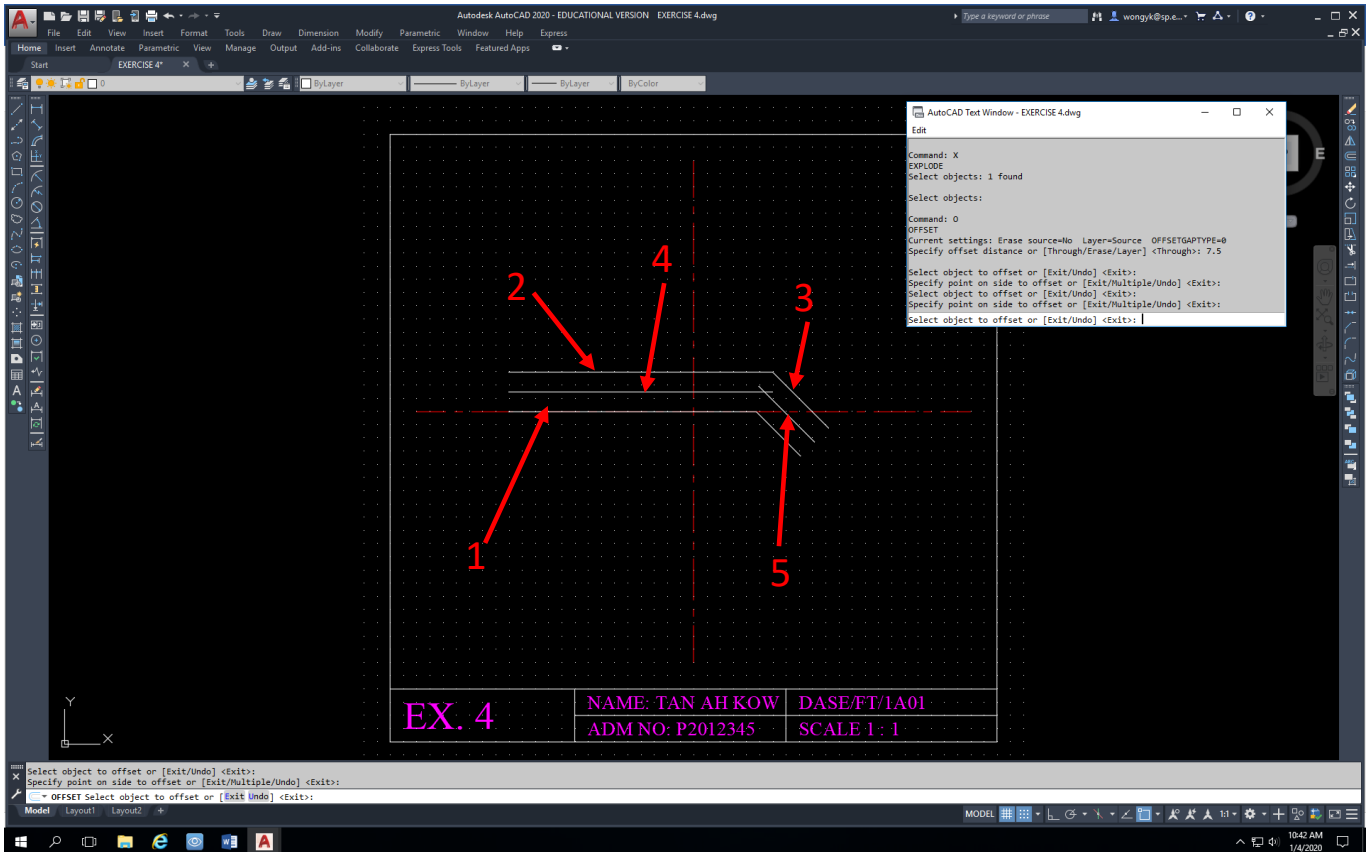 Autodesk AutoCAD 2020 - EDUCATIONAL VERSION EXERCISE 4.dwg
Type a keyword or phrase
wongyk@sp.e...
File Edit View Insert Format Tools Draw Dimension Modify Parametric Window Help Express
Home Insert Annotate Parametric View Manage Output Add-ins Collaborate Express Tools Featured Apps
Start EXERCISE 4*
0 ByLayer ByLayer ByLayer ByColor
AutoCAD Text Window - EXERCISE 4.dwg
Edit
Command: X
EXPLODE
Select objects: 1 found
Select objects:
Command: O
OFFSET
Current settings: Erase source=No Layer=Source OFFSETGAPTYPE=0
Specify offset distance or [Through/Erase/Layer] <Through>: 7.5
Select object to offset or [Exit/Undo] <Exit>:
Specify point on side to offset or [Exit/Multiple/Undo] <Exit>:
Select object to offset or [Exit/Undo] <Exit>:
Specify point on side to offset or [Exit/Multiple/Undo] <Exit>:
Select object to offset or [Exit/Undo] <Exit>:
E
4
2
3
1
5
EX. 4
NAME: TAN AH KOW
DASE/FT/1A01
ADM NO: P2012345
SCALE 1 : 1
Y
X
Select object to offset or [Exit/Undo] <Exit>:
Specify point on side to offset or [Exit/Multiple/Undo] <Exit>:
OFFSET Select object to offset or [Exit Undo] <Exit>:
Model Layout1 Layout2 +
MODEL 1:1
10:42 AM
1/4/2020